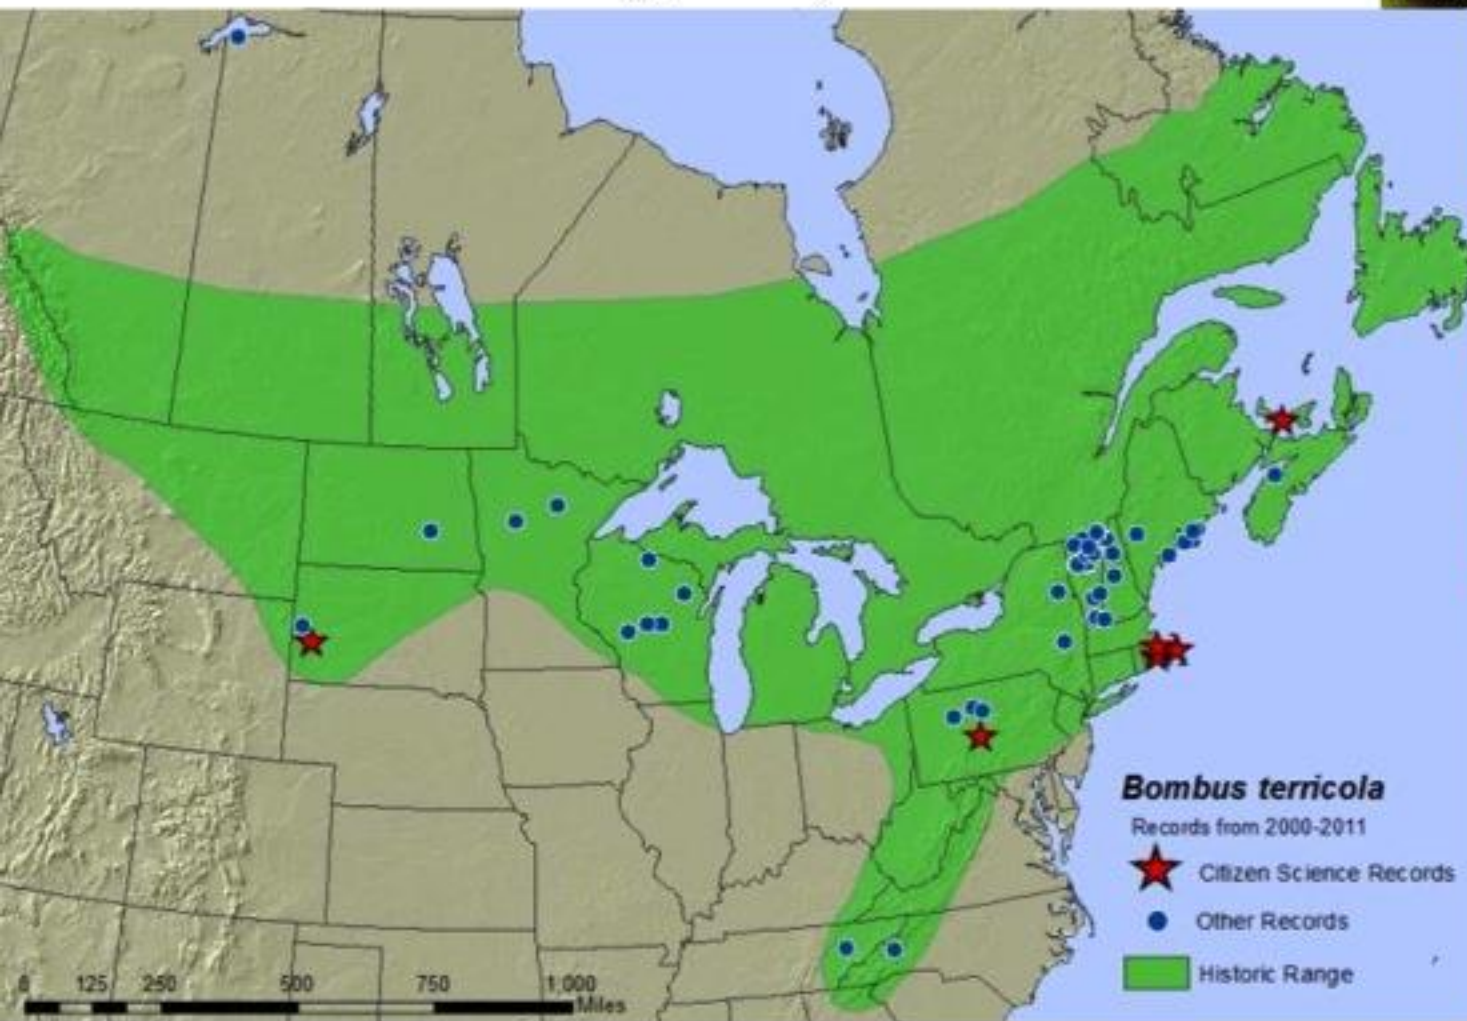 Bombus terricola
Records from 2000-2011
Citizen Science Records
Other Records
Historic Range
0 125 250 500 750 1,000
Miles